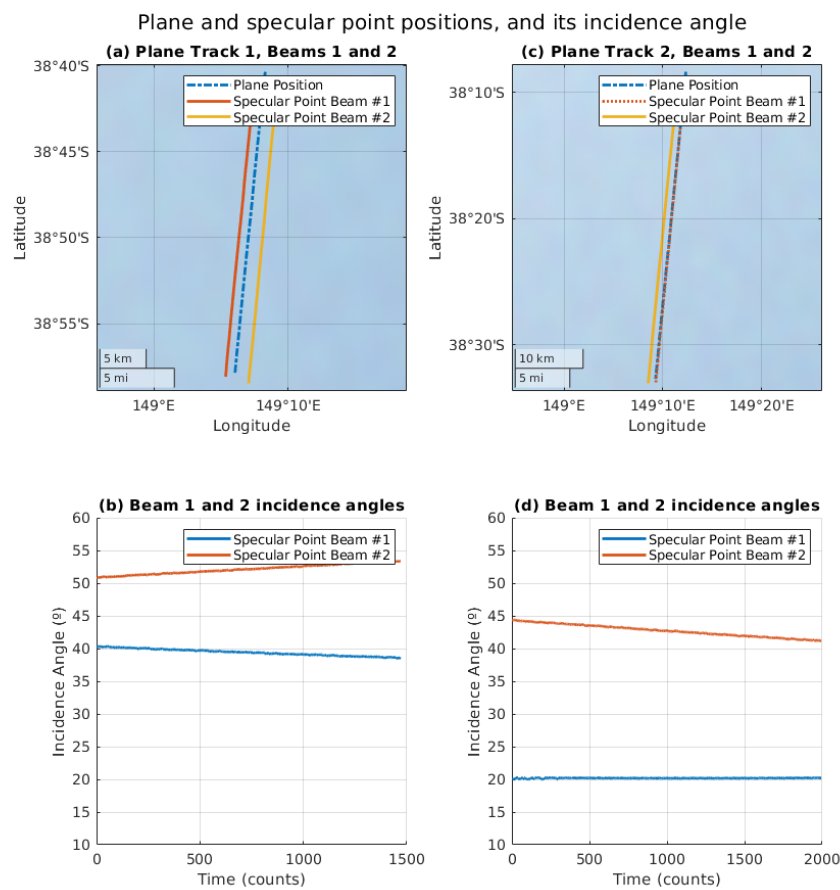 Plane and specular point positions, and its incidence angle
(a) Plane Track 1, Beams 1 and 2
38°40'S
38°45'S
38°50'S
38°55'S
Latitude
Plane Position
Specular Point Beam #1
Specular Point Beam #2
5 km
5 mi
149°E
149°10'E
Longitude
(c) Plane Track 2, Beams 1 and 2
38°10'S
38°20'S
38°30'S
Latitude
Plane Position
Specular Point Beam #1
Specular Point Beam #2
10 km
5 mi
149°E
149°10'E
149°20'E
Longitude
(b) Beam 1 and 2 incidence angles
60
55
50
45
40
35
30
25
20
15
10
Incidence Angle (º)
Specular Point Beam #1
Specular Point Beam #2
0
500
1000
1500
Time (counts)
(d) Beam 1 and 2 incidence angles
60
55
50
45
40
35
30
25
20
15
10
Incidence Angle (º)
Specular Point Beam #1
Specular Point Beam #2
0
500
1000
1500
2000
Time (counts)